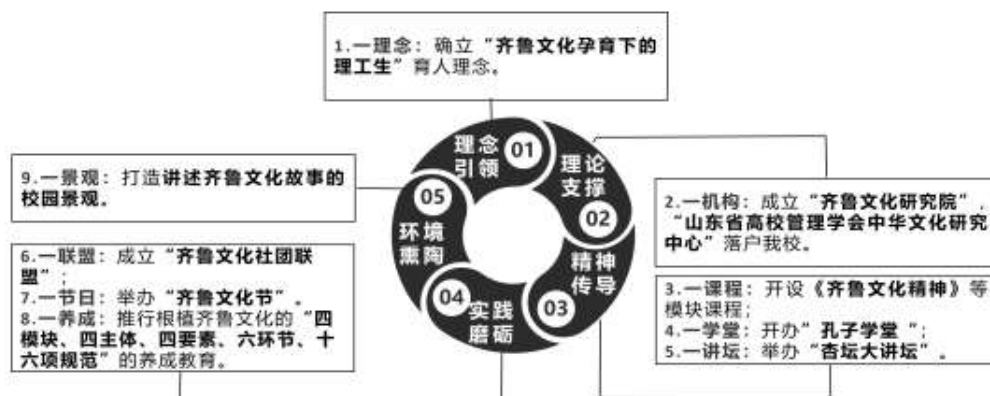 1.一理念：确立“齐鲁文化孕育下的
理工生”育人理念。
理念
引领
01
理论
支撑
02
9.一景观：打造讲述齐鲁文化故事的
校园景观。
05
环境
熏陶
2.一机构：成立“齐鲁文化研究院”，
“山东省高校管理学会中华文化研究
中心”落户我校。
6.一联盟：成立“齐鲁文化社团联
盟”；
7.一节日：举办“齐鲁文化节”。
8.一养成：推行根植齐鲁文化的“四
模块、四主体、四要素、六环节、十
六项规范”的养成教育。
04
实践
磨砺
精神
传导
03
3.一课程：开设《齐鲁文化精神》等
模块课程；
4.一学堂：开办”孔子学堂“；
5.一讲坛：举办“杏坛大讲坛”。